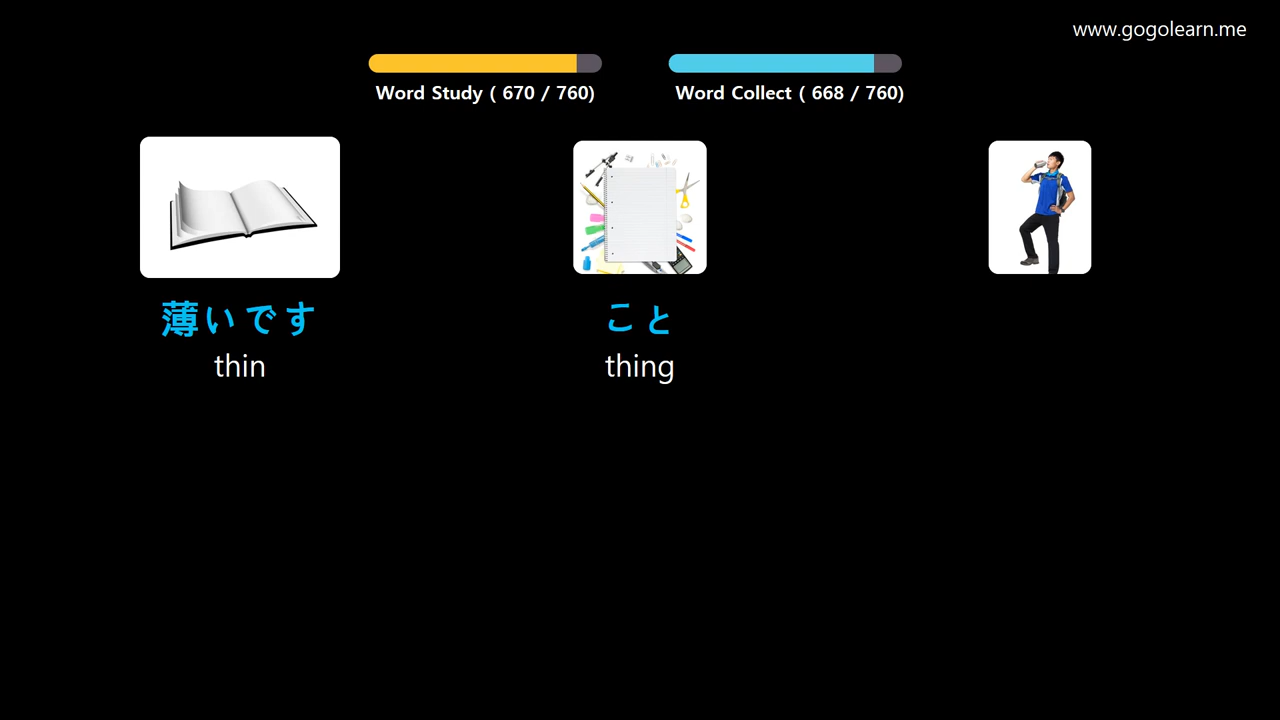 www.gogolearn.me
Word Study ( 670 / 760)
Word Collect ( 668 / 760)
薄いです
thin
こと
thing